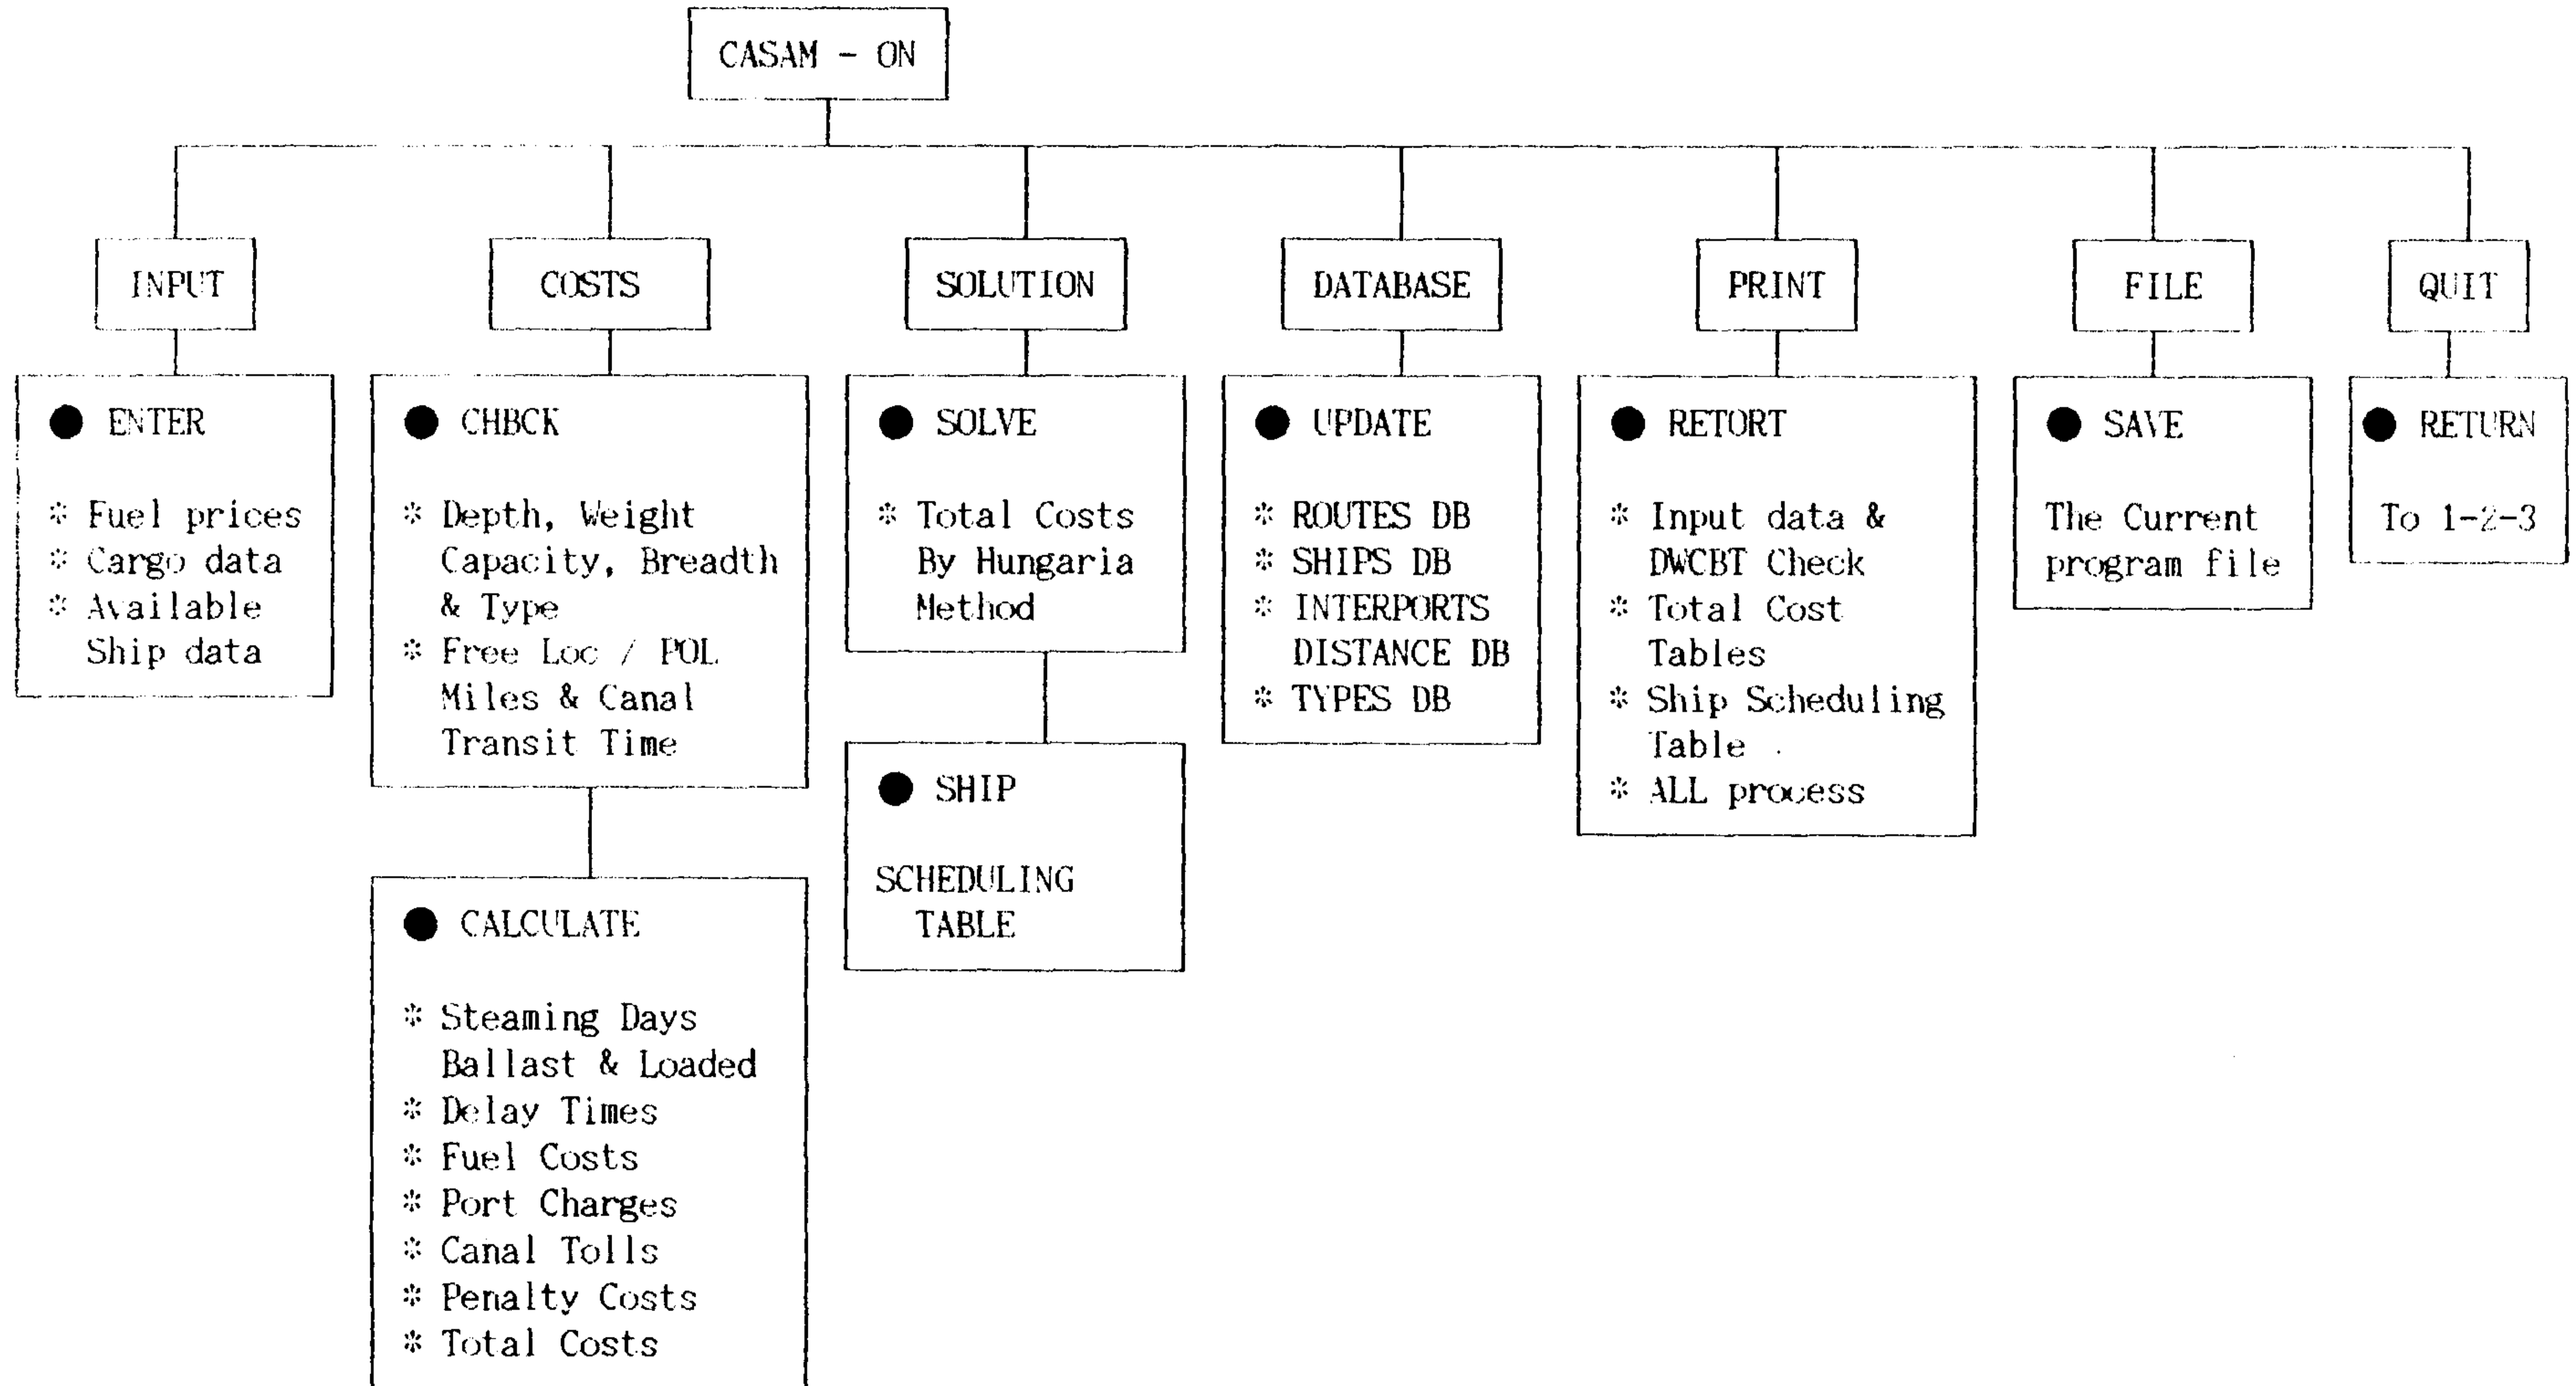 CASAM - ON
INPUT
COSTS
SOLUTION
DATABASE
PRINT
FILE
QUIT
● ENTER
* Fuel prices
* Cargo data
* Available
Ship data
● CHBCK
* Depth, Weight
Capacity, Breadth
& Type
* Free Loc / POL
Miles & Canal
Transit Time
● CALCULATE
* Steaming Days
Ballast & Loaded
* Delay Times
* Fuel Costs
* Port Charges
* Canal Tolls
* Penalty Costs
* Total Costs
● SOLVE
* Total Costs
By Hungaria
Method
● SHIP
SCHEDULING
TABLE
● UPDATE
* ROUTES DB
* SHIPS DB
* INTERPORTS
DISTANCE DB
* TYPES DB
● RETORT
* Input data &
DWCBT Check
* Total Cost
Tables
* Ship Scheduling
Table
* ALL process
● SAVE
The Current
program file
● RETURN
To 1-2-3